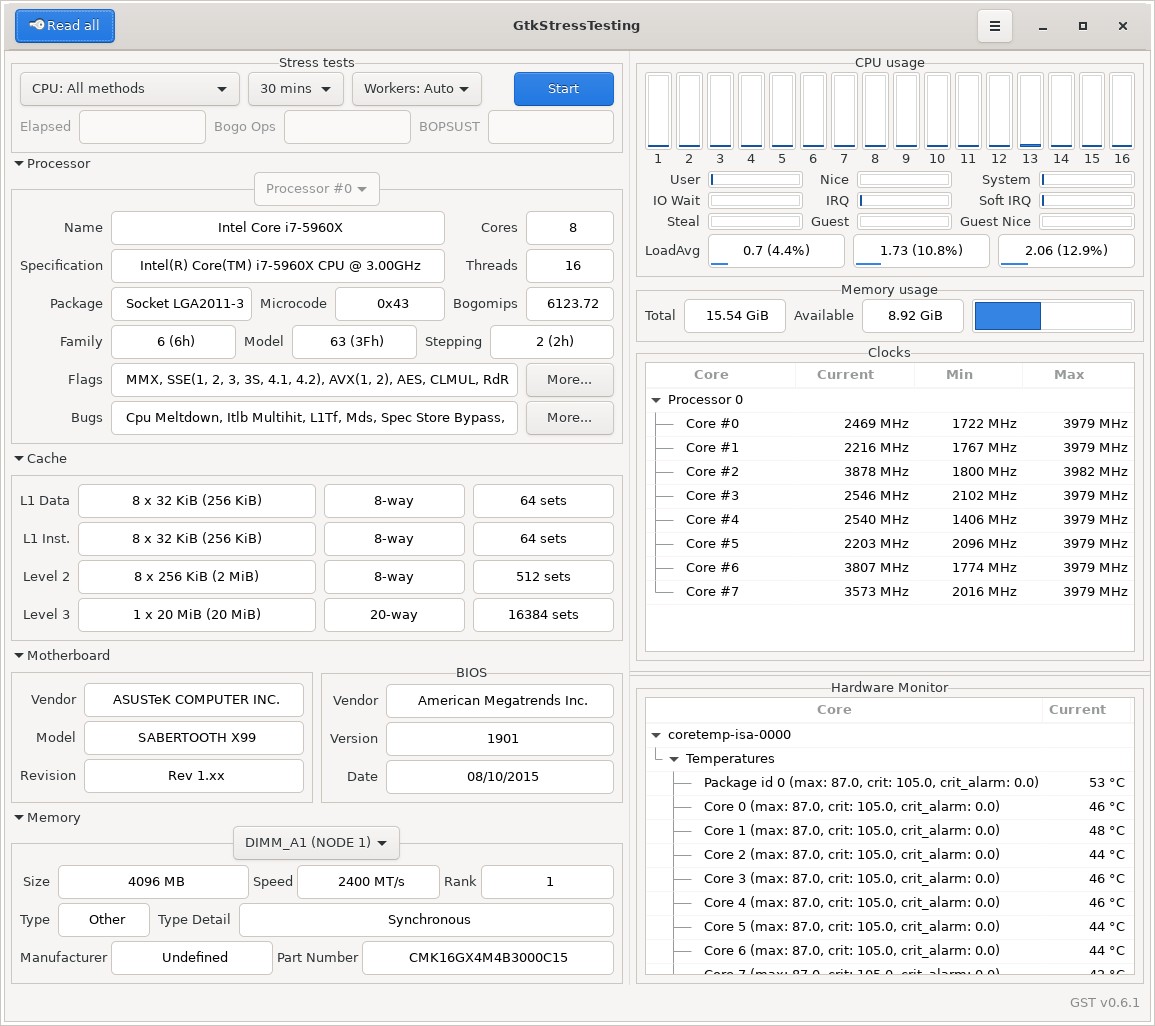 Read all
GtkStressTesting
Stress tests
CPU: All methods 30 mins Workers: Auto Start
Elapsed Bogo Ops BOPSUST
Processor
Processor #0
Name Intel Core i7-5960X Cores 8
Specification Intel(R) Core(TM) i7-5960X CPU @ 3.00GHz Threads 16
Package Socket LGA2011-3 Microcode 0x43 Bogomips 6123.72
Family 6 (6h) Model 63 (3Fh) Stepping 2 (2h)
Flags MMX, SSE(1, 2, 3, 3S, 4.1, 4.2), AVX(1, 2), AES, CLMUL, RdR More...
Bugs Cpu Meltdown, Itlb Multihit, L1Tf, Mds, Spec Store Bypass, More...
Cache
L1 Data 8 x 32 KiB (256 KiB) 8-way 64 sets
L1 Inst. 8 x 32 KiB (256 KiB) 8-way 64 sets
Level 2 8 x 256 KiB (2 MiB) 8-way 512 sets
Level 3 1 x 20 MiB (20 MiB) 20-way 16384 sets
Motherboard
Vendor ASUSTeK COMPUTER INC.
Model SABERTOOTH X99
Revision Rev 1.xx
BIOS
Vendor American Megatrends Inc.
Version 1901
Date 08/10/2015
Memory
DIMM_A1 (NODE 1)
Size 4096 MB Speed 2400 MT/s Rank 1
Type Other Type Detail Synchronous
Manufacturer Undefined Part Number CMK16GX4M4B3000C15
CPU usage
1 2 3 4 5 6 7 8 9 10 11 12 13 14 15 16
User Nice System
IO Wait IRQ Soft IRQ
Steal Guest Guest Nice
LoadAvg 0.7 (4.4%) 1.73 (10.8%) 2.06 (12.9%)
Memory usage
Total 15.54 GiB Available 8.92 GiB
Clocks
Core Current Min Max
Processor 0
Core #0 2469 MHz 1722 MHz 3979 MHz
Core #1 2216 MHz 1767 MHz 3979 MHz
Core #2 3878 MHz 1800 MHz 3982 MHz
Core #3 2546 MHz 2102 MHz 3979 MHz
Core #4 2540 MHz 1406 MHz 3979 MHz
Core #5 2203 MHz 2096 MHz 3979 MHz
Core #6 3807 MHz 1774 MHz 3979 MHz
Core #7 3573 MHz 2016 MHz 3979 MHz
Hardware Monitor
Core Current
coretemp-isa-0000
Temperatures
Package id 0 (max: 87.0, crit: 105.0, crit_alarm: 0.0) 53 °C
Core 0 (max: 87.0, crit: 105.0, crit_alarm: 0.0) 46 °C
Core 1 (max: 87.0, crit: 105.0, crit_alarm: 0.0) 48 °C
Core 2 (max: 87.0, crit: 105.0, crit_alarm: 0.0) 44 °C
Core 3 (max: 87.0, crit: 105.0, crit_alarm: 0.0) 46 °C
Core 4 (max: 87.0, crit: 105.0, crit_alarm: 0.0) 46 °C
Core 5 (max: 87.0, crit: 105.0, crit_alarm: 0.0) 44 °C
Core 6 (max: 87.0, crit: 105.0, crit_alarm: 0.0) 44 °C
Core 7 (max: 87.0, crit: 105.0, crit_alarm: 0.0) 42 °C
GST v0.6.1